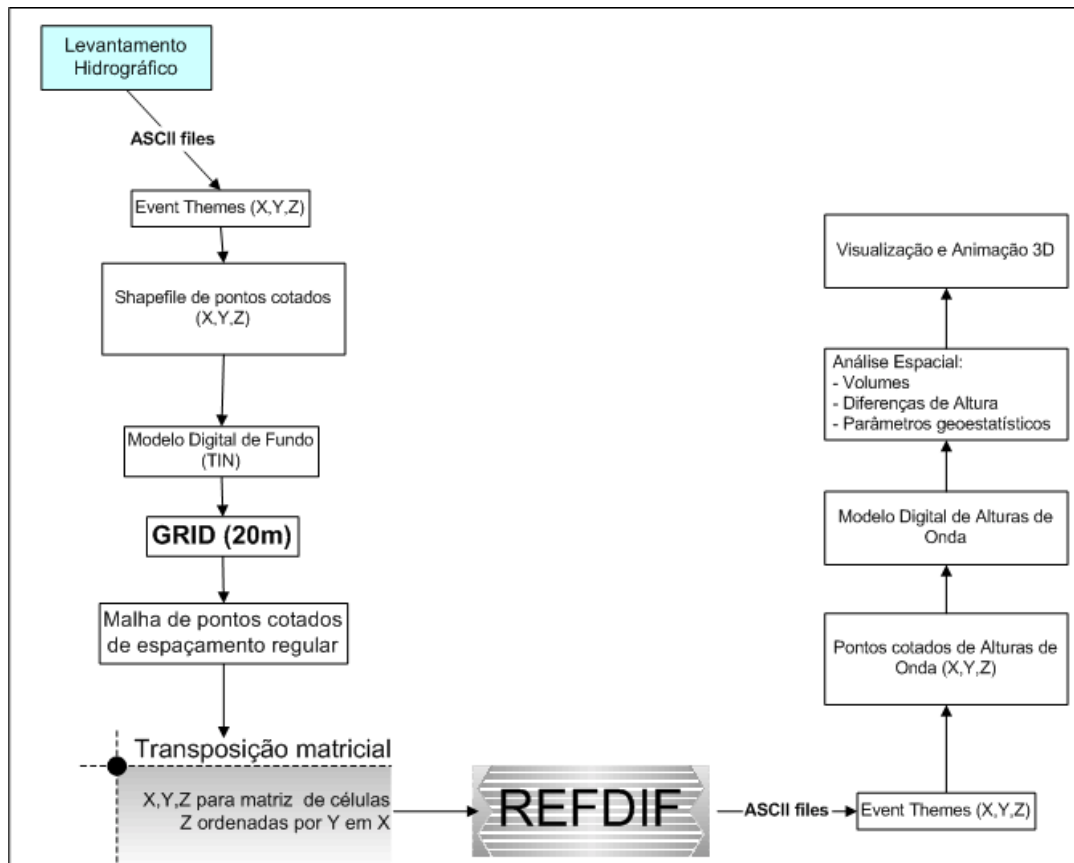 Levantamento
Hidrográfico
ASCII files
Event Themes (X,Y,Z)
Shapefile de pontos cotados
(X,Y,Z)
Modelo Digital de Fundo
(TIN)
GRID (20m)
Malha de pontos cotados
de espaçamento regular
Transposição matricial
X,Y,Z para matriz de células
Z ordenadas por Y em X
REFDIF
ASCII files
Event Themes (X,Y,Z)
Pontos cotados de Alturas de
Onda (X,Y,Z)
Modelo Digital de Alturas de
Onda
Análise Espacial:
- Volumes
- Diferenças de Altura
- Parâmetros geoestatísticos
Visualização e Animação 3D